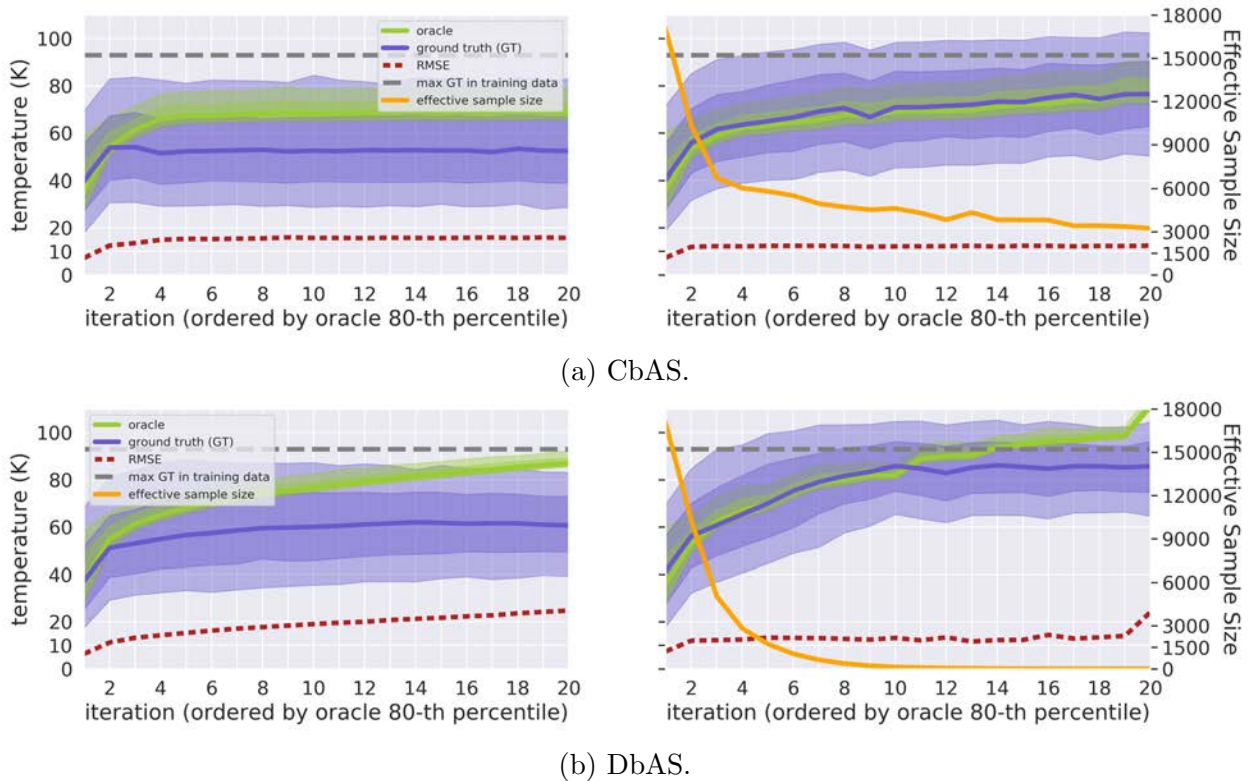 100
80
60
40
20
10
0
temperature (K)
oracle
ground truth (GT)
RMSE
max GT in training data
effective sample size
2 4 6 8 10 12 14 16 18 20
iteration (ordered by oracle 80-th percentile)
2 4 6 8 10 12 14 16 18 20
iteration (ordered by oracle 80-th percentile)
18000
15000
12000
9000
6000
3000
1500
0
Effective Sample Size
(a) CbAS.
100
80
60
40
20
10
0
temperature (K)
oracle
ground truth (GT)
RMSE
max GT in training data
effective sample size
2 4 6 8 10 12 14 16 18 20
iteration (ordered by oracle 80-th percentile)
2 4 6 8 10 12 14 16 18 20
iteration (ordered by oracle 80-th percentile)
18000
15000
12000
9000
6000
3000
1500
0
Effective Sample Size
(b) DbAS.